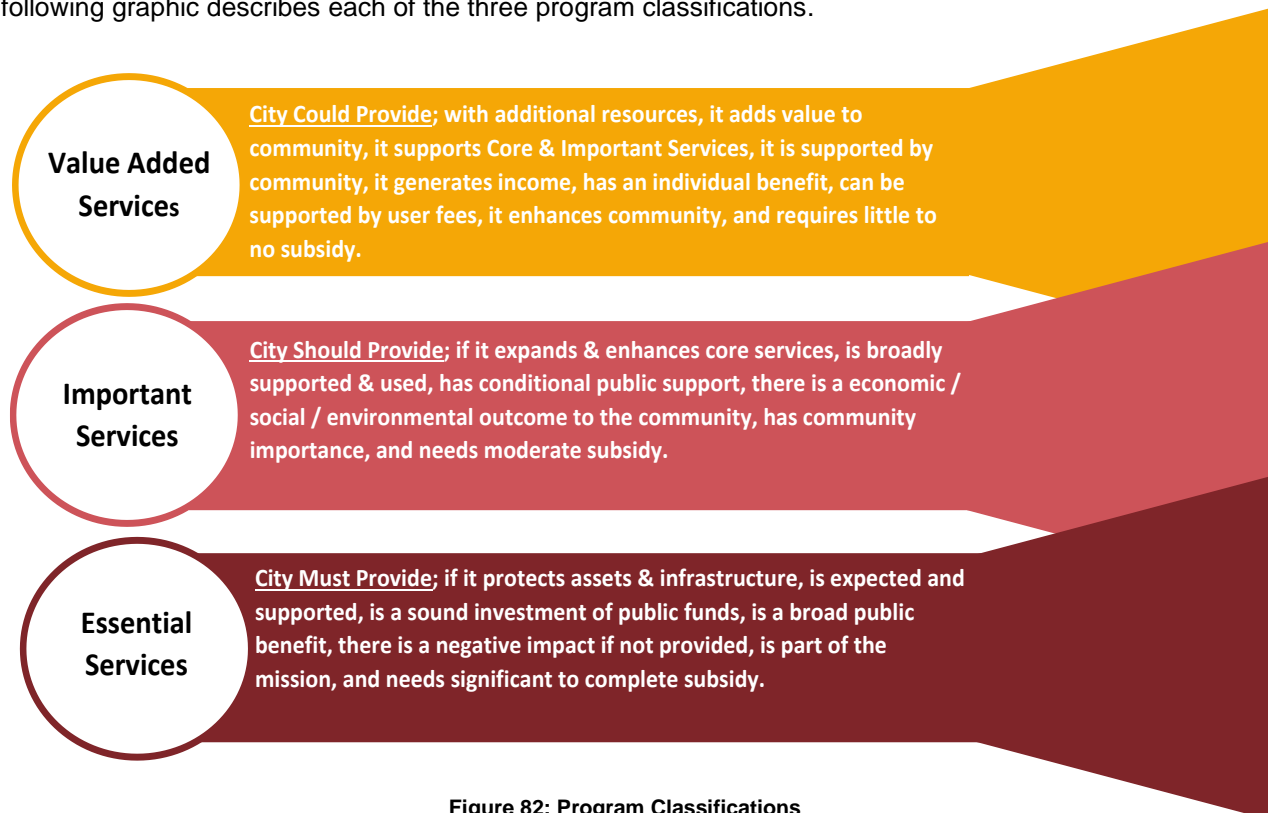 following graphic describes each of the three program classifications.
Value Added
Services
City Could Provide; with additional resources, it adds value to
community, it supports Core & Important Services, it is supported by
community, it generates income, has an individual benefit, can be
supported by user fees, it enhances community, and requires little to
no subsidy.
Important
Services
City Should Provide; if it expands & enhances core services, is broadly
supported & used, has conditional public support, there is a economic /
social / environmental outcome to the community, has community
importance, and needs moderate subsidy.
Essential
Services
City Must Provide; if it protects assets & infrastructure, is expected and
supported, is a sound investment of public funds, is a broad public
benefit, there is a negative impact if not provided, is part of the
mission, and needs significant to complete subsidy.
Figure 82: Program Classifications